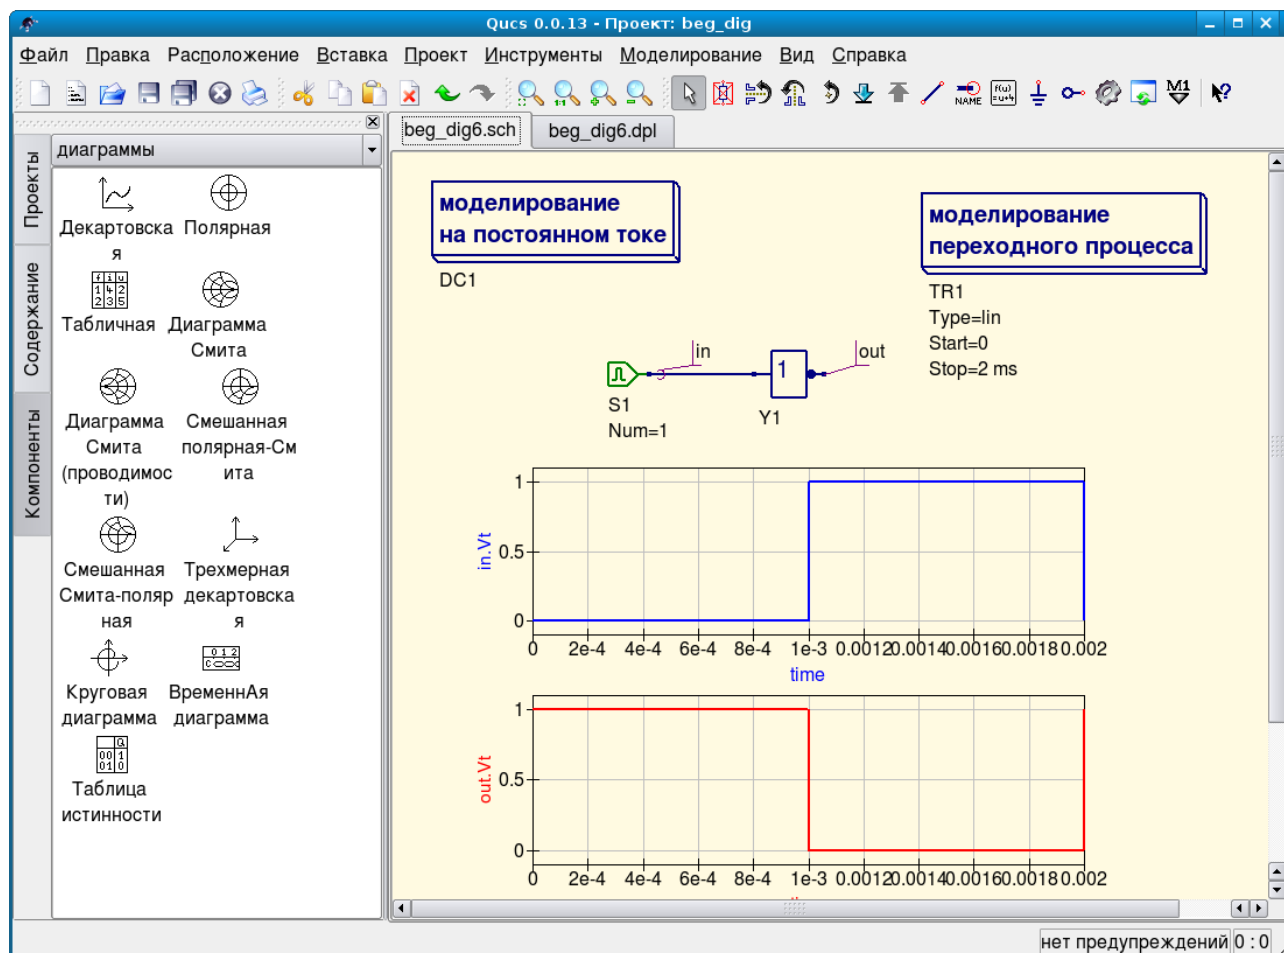 Qucs 0.0.13 - Проект: beg_dig
Файл Правка Расположение Вставка Проект Инструменты Моделирование Вид Справка
NAME
f(u)
=u+4
M1
Проекты
Содержание
Компоненты
диаграммы
Декартовска
я
Полярная
Табличная
Диаграмма
Смита
Диаграмма
Смита
(проводимос
ти)
Смешанная
полярная-См
ита
Смешанная
Смита-поляр
ная
Трехмерная
декартовска
я
Круговая
диаграмма
ВременнАя
диаграмма
Таблица
истинности
beg_dig6.sch
beg_dig6.dpl
моделирование
на постоянном токе
DC1
моделирование
переходного процесса
TR1
Type=lin
Start=0
Stop=2 ms
in
1
out
S1
Num=1
Y1
in.Vt
1
0.5
0
0 2e-4 4e-4 6e-4 8e-4 1e-3 0.0012 0.0014 0.0016 0.0018 0.002
time
out.Vt
1
0.5
0
0 2e-4 4e-4 6e-4 8e-4 1e-3 0.0012 0.0014 0.0016 0.0018 0.002
нет предупреждений 0 : 0